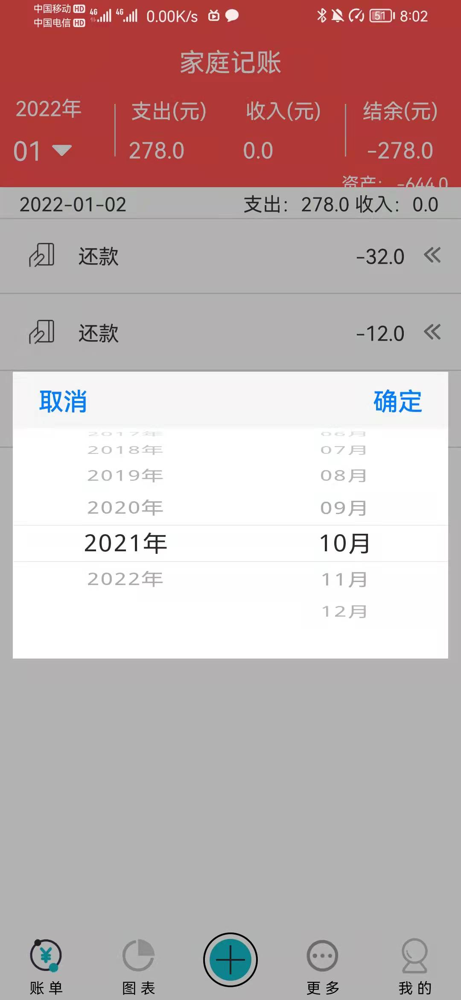 中国移动 HD 4G 4G 0.00K/s 51 8:02
中国电信 HD
家庭记账
2022年 支出(元) 收入(元) 结余(元)
01 278.0 0.0 -278.0
资产： -644.0
2022-01-02 支出： 278.0 收入： 0.0
还款 -32.0
还款 -12.0
取消 确定
2017年 06月
2018年 07月
2019年 08月
2020年 09月
2021年 10月
2022年 11月
12月
账单 图表 更多 我的